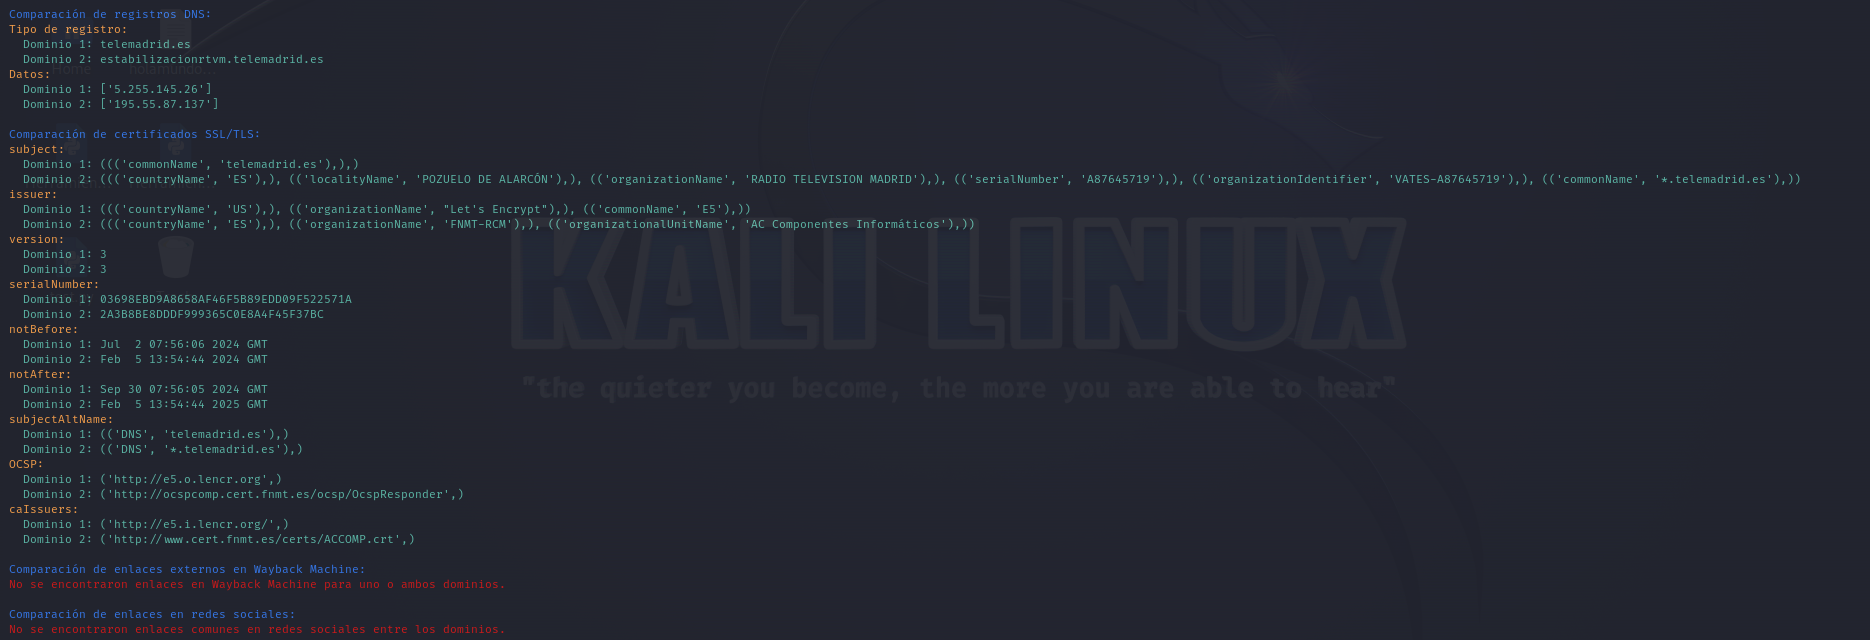 Comparación de registros DNS:
Tipo de registro:
Dominio 1: telemadrid.es
Dominio 2: estabilizacionrtvm.telemadrid.es
Datos:
Dominio 1: ['5.255.145.26']
Dominio 2: ['195.55.87.137']
Comparación de certificados SSL/TLS:
subject:
Dominio 1: ((('commonName', 'telemadrid.es'),),)
Dominio 2: ((('countryName', 'ES'),), (('localityName', 'POZUELO DE ALARCÓN'),), (('organizationName', 'RADIO TELEVISION MADRID'),), (('serialNumber', 'A87645719'),), (('organizationIdentifier', 'VATES-A87645719'),), (('commonName', '*.telemadrid.es'),))
issuer:
Dominio 1: ((('countryName', 'US'),), (('organizationName', "Let's Encrypt"),), (('commonName', 'E5'),))
Dominio 2: ((('countryName', 'ES'),), (('organizationName', 'FNMT-RCM'),), (('organizationalUnitName', 'AC Componentes Informáticos'),))
version:
Dominio 1: 3
Dominio 2: 3
serialNumber:
Dominio 1: 03698EBD9A8658AF46F5B89EDD09F522571A
Dominio 2: 2A3B8BE8DDDF999365C0E8A4F45F37BC
notBefore:
Dominio 1: Jul  2 07:56:06 2024 GMT
Dominio 2: Feb  5 13:54:44 2024 GMT
notAfter:
Dominio 1: Sep 30 07:56:05 2024 GMT
Dominio 2: Feb  5 13:54:44 2025 GMT
subjectAltName:
Dominio 1: (('DNS', 'telemadrid.es'),)
Dominio 2: (('DNS', '*.telemadrid.es'),)
OCSP:
Dominio 1: ('http://e5.o.lencr.org',)
Dominio 2: ('http://ocspcomp.cert.fnmt.es/ocsp/OcspResponder',)
caIssuers:
Dominio 1: ('http://e5.i.lencr.org/',)
Dominio 2: ('http://www.cert.fnmt.es/certs/ACCOMP.crt',)
Comparación de enlaces externos en Wayback Machine:
No se encontraron enlaces en Wayback Machine para uno o ambos dominios.
Comparación de enlaces en redes sociales:
No se encontraron enlaces comunes en redes sociales entre los dominios.
KALI LINUX
"the quieter you become, the more you are able to hear"
Home